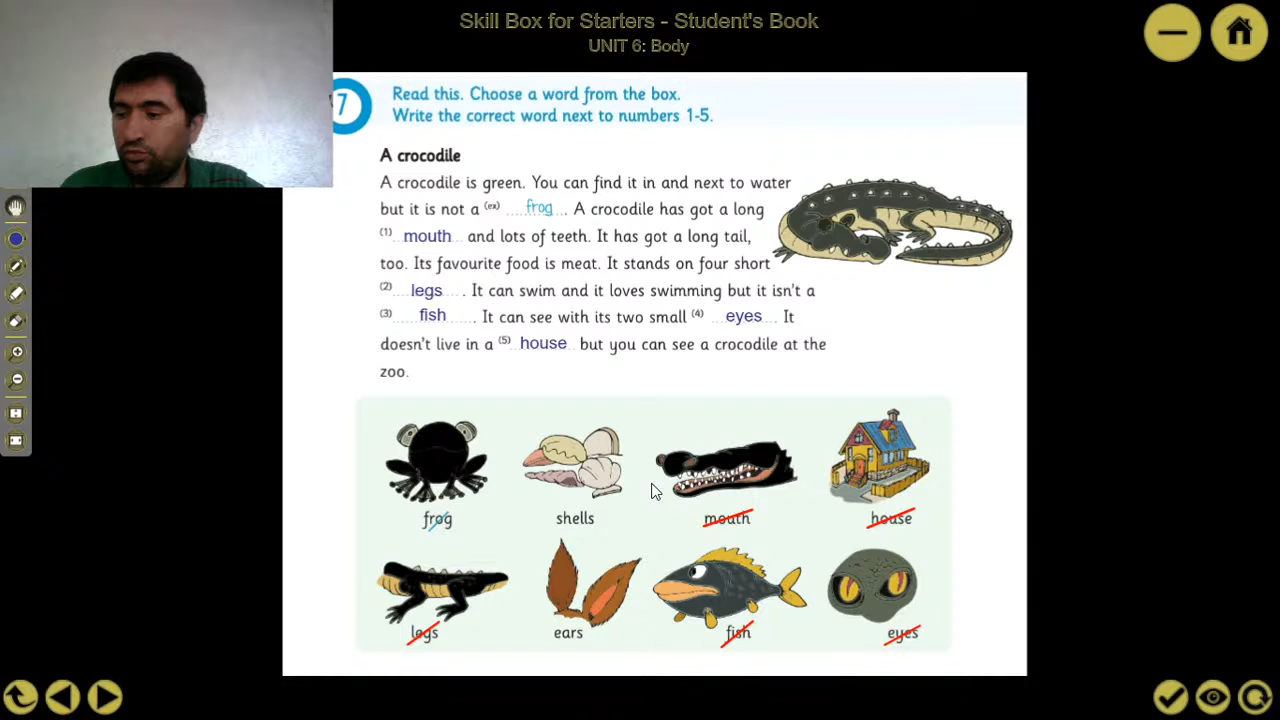 Skill Box for Starters - Student's Book
UNIT 6: Body
7
Read this. Choose a word from the box.
Write the correct word next to numbers 1-5.
A crocodile
A crocodile is green. You can find it in and next to water
but it is not a (ex) frog. A crocodile has got a long
(1) mouth and lots of teeth. It has got a long tail,
too. Its favourite food is meat. It stands on four short
(2) legs. It can swim and it loves swimming but it isn't a
(3) fish. It can see with its two small (4) eyes. It
doesn't live in a (5) house but you can see a crocodile at the
zoo.
frog shells mouth house
legs ears fish eyes